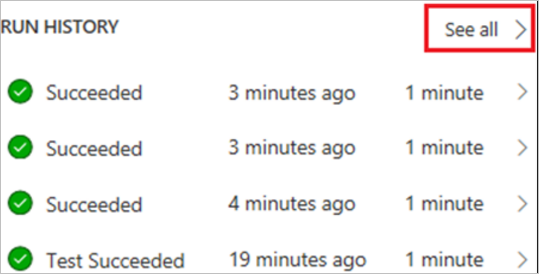 RUN HISTORY See all
Succeeded 3 minutes ago 1 minute
Succeeded 3 minutes ago 1 minute
Succeeded 4 minutes ago 1 minute
Test Succeeded 19 minutes ago 1 minute